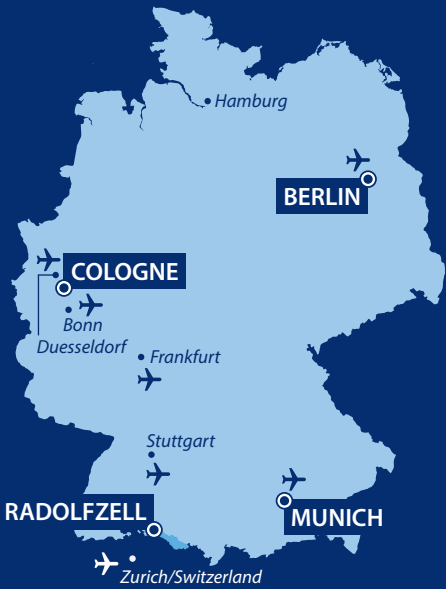 Hamburg
BERLIN
COLOGNE
Bonn
Duesseldorf
Frankfurt
Stuttgart
RADOLFZELL
MUNICH
Zurich/Switzerland